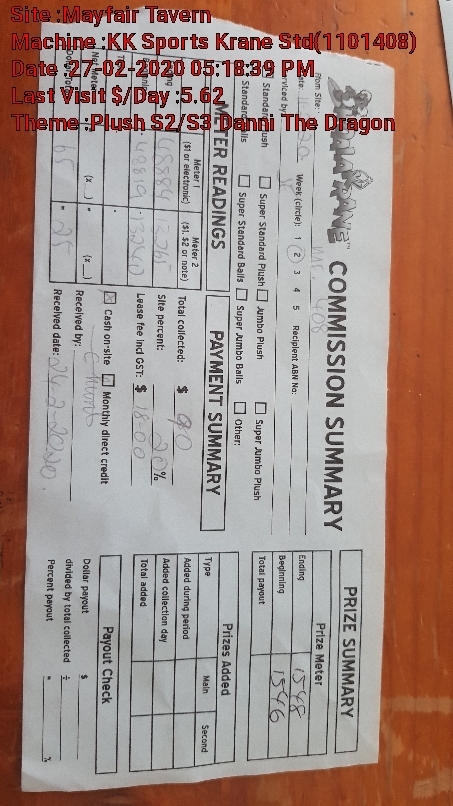 Site :Mayfair Tavern
Machine :KK Sports Krane Std(1101408)
Date :27-02-2020 05:18:39 PM
Last Visit $/Day :5.62
Theme :Plush S2/S3 Danni The Dragon
COMMISSION SUMMARY
From Site:
Week (circle): 1 2 3 4 5 Recipient ABN No:
Super Standard Plush Jumbo Plush Super Jumbo Plush
Super Standard Balls Super Jumbo Balls Other:
METER READINGS
Meter
($1 or electronic)
Meter 2
($1, $2 or note)
(x __) (x __)
PAYMENT SUMMARY
Total collected: $ 90
Site percent: 20%
Lease fee incl GST: $ 18.00
Cash on-site Monthly direct credit
Received by:
Received date: 24.2.2020
PRIZE SUMMARY
Prize Meter
Ending 1548
Beginning 1546
Total payout
Prizes Added
Type Main Second
Added during period
Added collection day
Total added
Payout Check
Dollar payout $
divided by total collected ÷
Percent payout = %